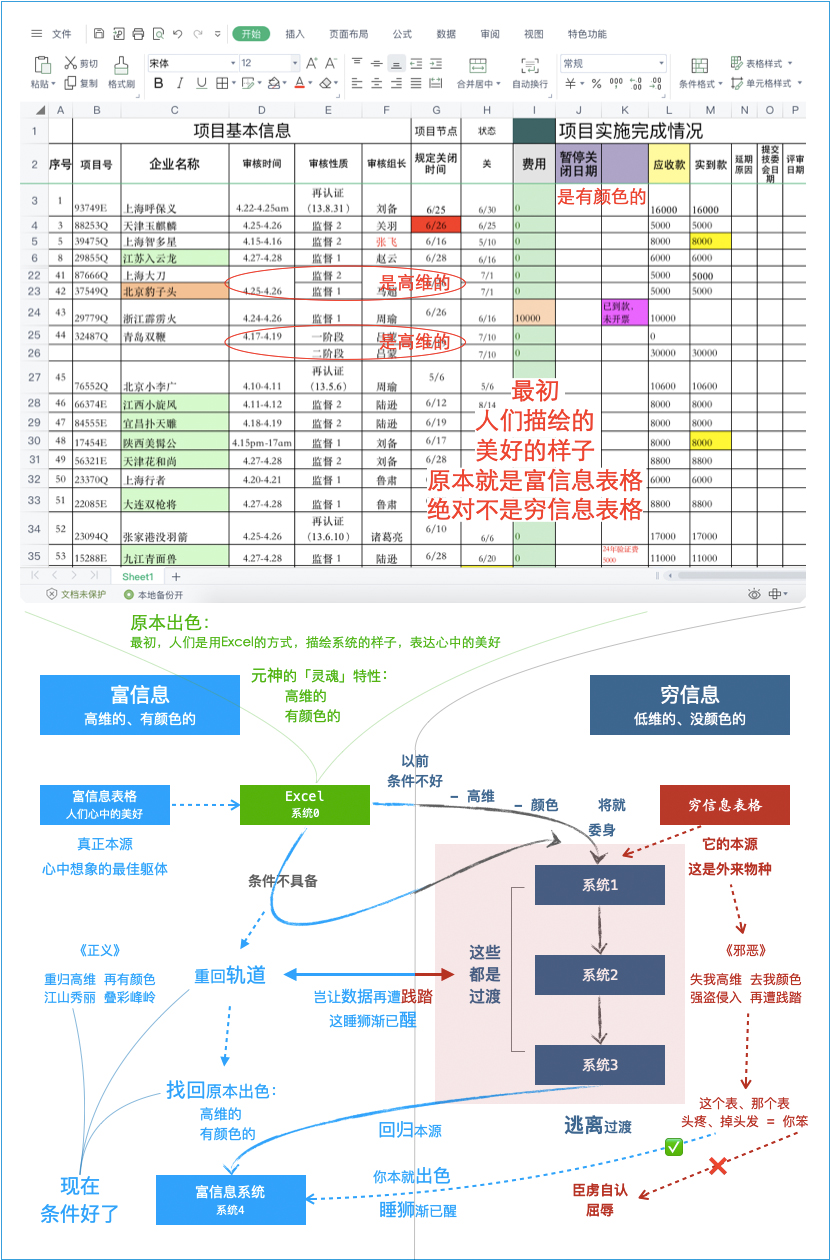 文件 开始 插入 页面布局 公式 数据 审阅 视图 特色功能
粘贴 剪切 复制 格式刷 宋体 12 B I U A 合并居中 自动换行 常规 ¥ % 000 条件格式 表格样式 单元格样式
A B C D E F G H I J K L M N O P
1 项目基本信息 项目节点 状态 项目实施完成情况
2 序号 项目号 企业名称 审核时间 审核性质 审核组长 规定关闭时间 关 费用 暂停关闭日期 应收款 实到款 延期原因 提交技委会日期 评审日期
3 1 93749E 上海呼保义 4.22-4.25am 再认证（13.8.31） 刘备 6/25 6/30 0 16000 16000
是有颜色的
4 3 88253Q 天津玉麒麟 4.25-4.26 监督 2 关羽 6/26 6/25 0 5000 5000
5 5 39475Q 上海智多星 4.15-4.16 监督 2 张飞 6/16 5/10 0 8000 8000
6 8 29855Q 江苏入云龙 4.27-4.28 监督 1 赵云 6/28 6/16 0 6000 6000
22 41 87666Q 上海大刀 监督 2 7/1 0 5000 5000
23 42 37549Q 北京豹子头 4.25-4.26 监督 1 7/1 0 5000 5000
是高维的
24 43 29779Q 浙江霹雳火 4.24-4.26 监督 1 周瑜 6/26 6/16 10000 已到款、未开票 10000
25 44 32487Q 青岛双鞭 4.17-4.19 一阶段 7/10 0 0
是高维的
26 二阶段 吕蒙 7/10 0 30000 30000
27 45 76552Q 北京小李广 4.10-4.11 再认证（13.5.6） 周瑜 5/6 5/6 0 10600 10600
28 46 66374E 江西小旋风 4.11-4.12 监督 2 陆逊 6/12 8/14 8000 8000
29 47 84555E 宜昌扑天雕 4.18-4.19 监督 2 陆逊 6/19 8000 8000
30 48 17454E 陕西美髯公 4.15pm-17am 监督 1 刘备 6/17 8000 8000
31 49 56321E 天津花和尚 4.27-4.28 监督 2 刘备 6/28 8800 8800
32 50 23370Q 上海行者 4.20-4.21 监督 1 鲁肃 6000 6000
33 51 22085E 大连双枪将 4.27-4.28 监督 1 鲁肃 8800 8800
34 52 23094Q 张家港没羽箭 4.25-4.26 再认证（13.6.10） 诸葛亮 6/10 6/6 0 17000 17000
35 53 15288E 九江青面兽 4.27-4.28 监督 1 陆逊 6/28 6/20 0 24年验证费5000 11000 11000
最初
人们描绘的
美好的样子
原本就是富信息表格
绝对不是穷信息表格
Sheet1 +
文档未保护 本地备份开
原本出色：
最初，人们是用Excel的方式，描绘系统的样子，表达心中的美好
元神的「灵魂」特性：
高维的
有颜色的
富信息
高维的、有颜色的
穷信息
低维的、没颜色的
以前
条件不好
富信息表格
人们心中的美好
Excel
系统0
– 高维
– 颜色
将就
委身
穷信息表格
真正本源
心中想象的最佳躯体
它的本源
这是外来物种
条件不具备
系统1
《正义》
重归高维 再有颜色
江山秀丽 叠彩峰岭
重回轨道
岂让数据再遭践踏
这睡狮渐已醒
这些
都是
过渡
系统2
《邪恶》
失我高维 去我颜色
强盗侵入 再遭践踏
系统3
找回原本出色：
高维的
有颜色的
回归本源
逃离过渡
这个表、那个表
头疼、掉头发 = 你笨
现在
条件好了
富信息系统
系统4
你本就出色
睡狮渐已醒
臣虏自认
屈辱